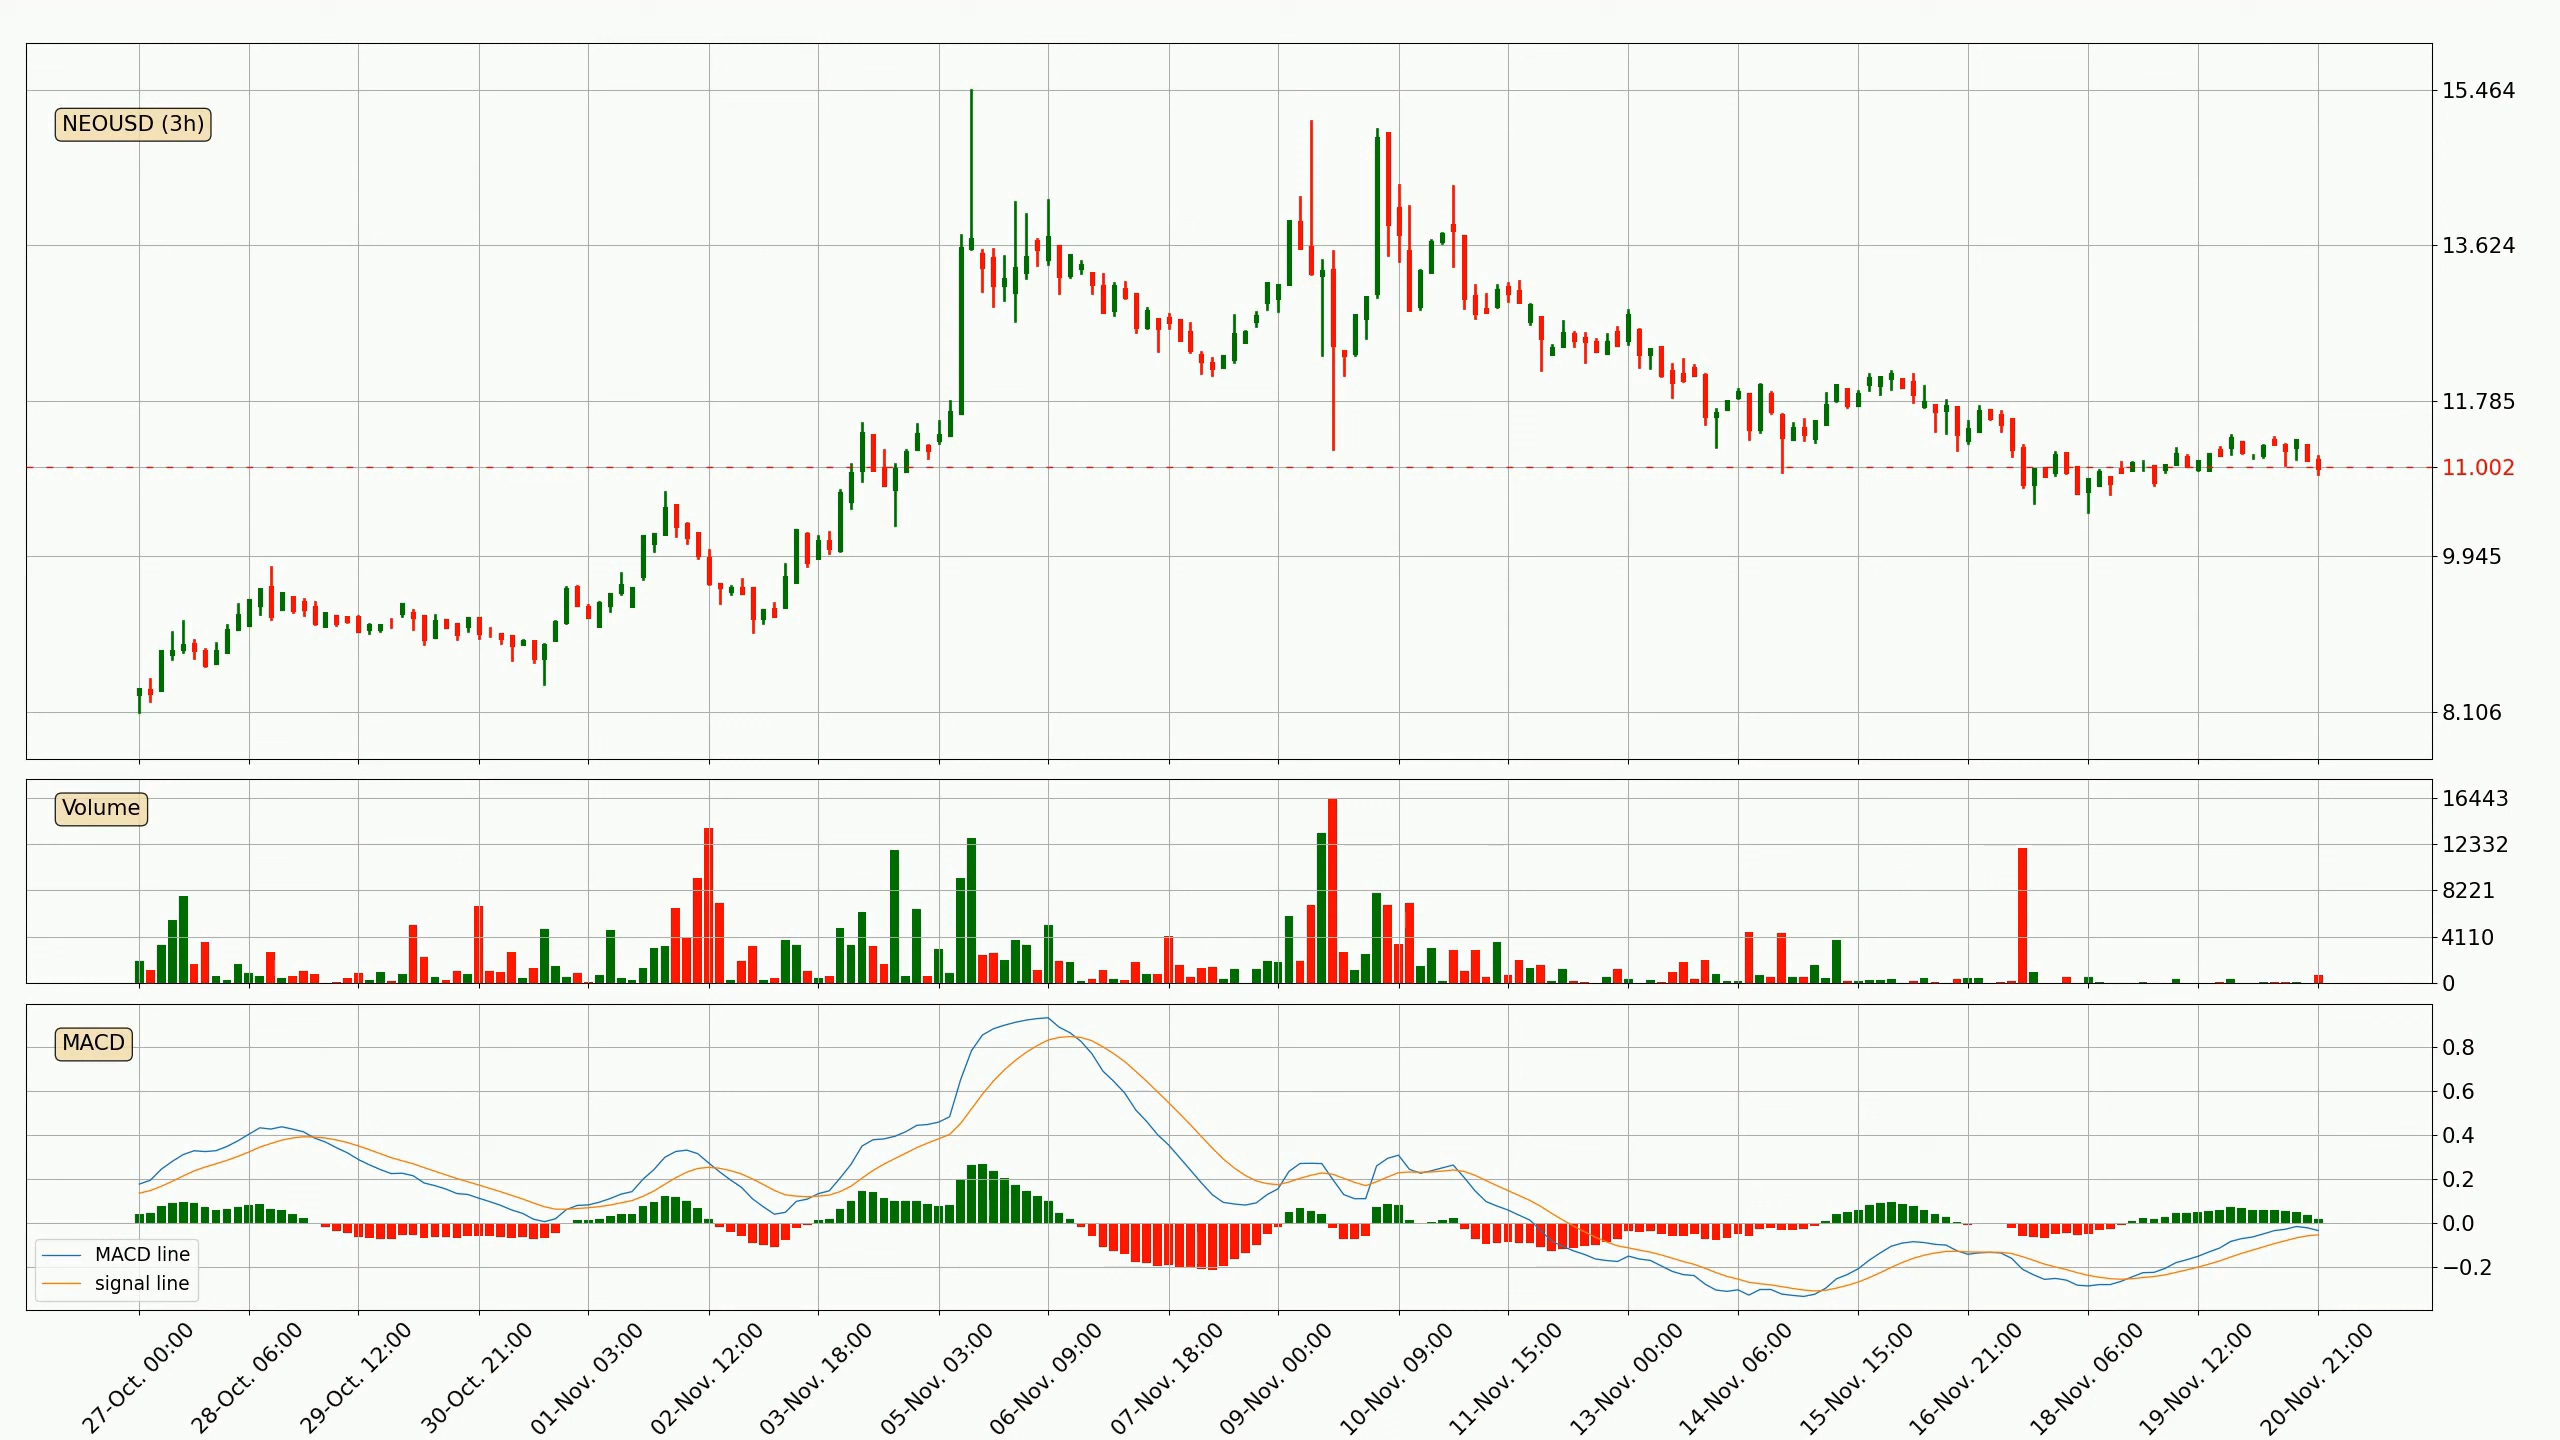 NEOUSD (3h)
15.464
13.624
11.785
11.002
9.945
8.106
Volume
16443
12332
8221
4110
0
MACD
0.8
0.6
0.4
0.2
0.0
−0.2
MACD line
signal line
27-Oct. 00:00
28-Oct. 06:00
29-Oct. 12:00
30-Oct. 21:00
01-Nov. 03:00
02-Nov. 12:00
03-Nov. 18:00
05-Nov. 03:00
06-Nov. 09:00
07-Nov. 18:00
09-Nov. 00:00
10-Nov. 09:00
11-Nov. 15:00
13-Nov. 00:00
14-Nov. 06:00
15-Nov. 15:00
16-Nov. 21:00
18-Nov. 06:00
19-Nov. 12:00
20-Nov. 21:00